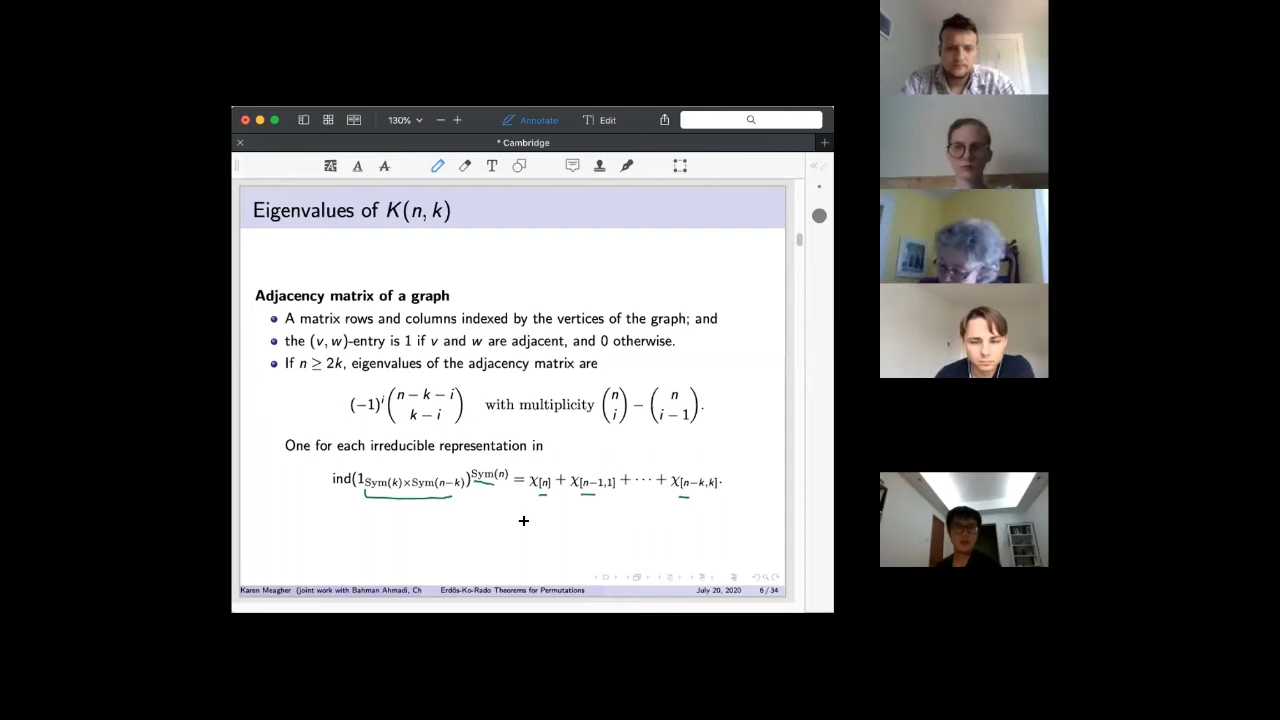 130%
Annotate
T Edit
* Cambridge
A A A T
Eigenvalues of K(n, k)
Adjacency matrix of a graph
A matrix rows and columns indexed by the vertices of the graph; and
the (v, w)-entry is 1 if v and w are adjacent, and 0 otherwise.
If n ≥ 2k, eigenvalues of the adjacency matrix are
(−1)^i \binom{n − k − i}{k − i} with multiplicity \binom{n}{i} − \binom{n}{i − 1}.
One for each irreducible representation in
ind(1_{Sym(k)×Sym(n−k)})^{Sym(n)} = χ_{[n]} + χ_{[n−1,1]} + ⋯ + χ_{[n−k,k]}.
Karen Meagher (joint work with Bahman Ahmadi, Ch
Erdős-Ko-Rado Theorems for Permutations
July 20, 2020
6 / 34